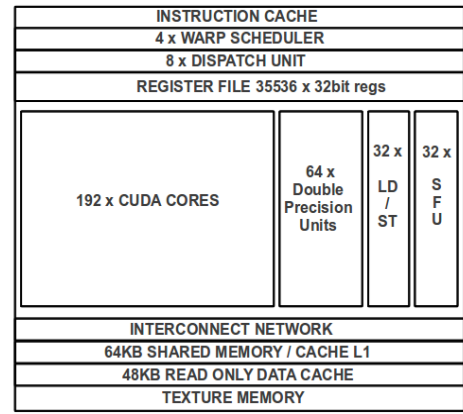 INSTRUCTION CACHE
4 x WARP SCHEDULER
8 x DISPATCH UNIT
REGISTER FILE 35536 x 32bit regs
192 x CUDA CORES
64 x
Double
Precision
Units
32 x
LD
/
ST
32 x
S
F
U
INTERCONNECT NETWORK
64KB SHARED MEMORY / CACHE L1
48KB READ ONLY DATA CACHE
TEXTURE MEMORY